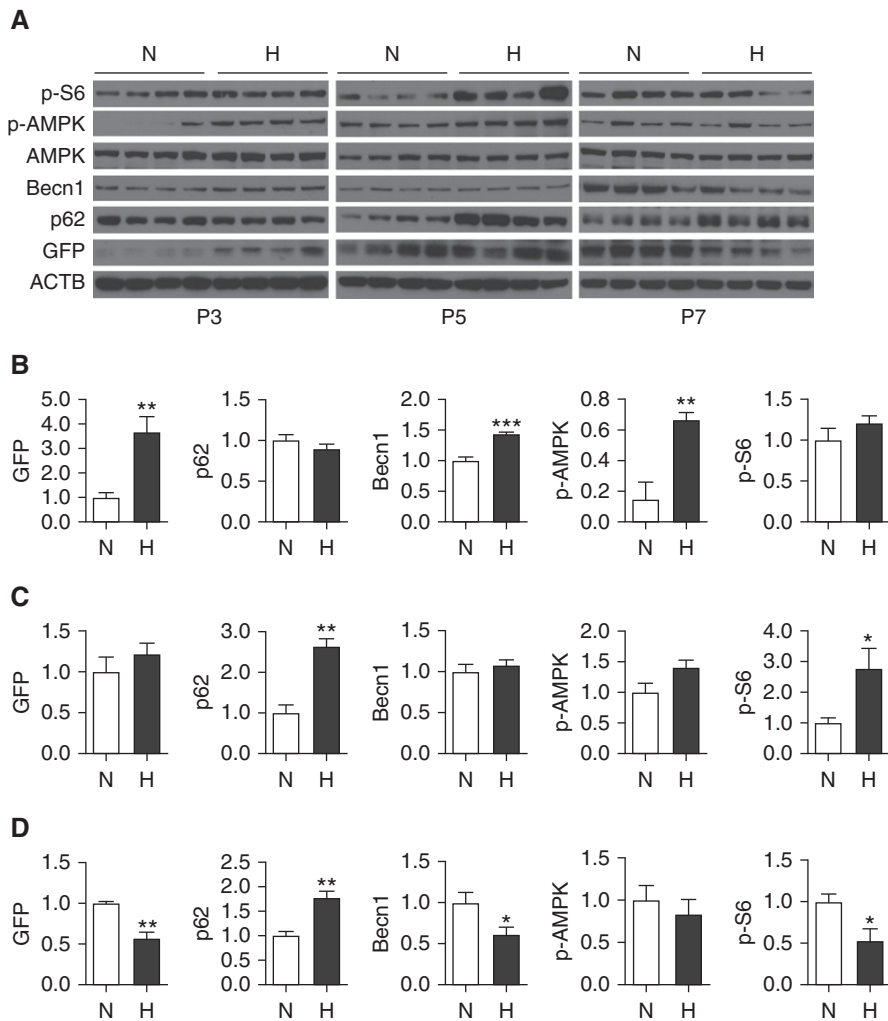 A
N H N H N H
p-S6
p-AMPK
AMPK
Becn1
p62
GFP
ACTB
P3 P5 P7
B
GFP 5.0 4.0 3.0 2.0 1.0 0.0 ** N H
p62 1.5 1.0 0.5 0.0 N H
Becn1 2.0 1.5 1.0 0.5 0.0 *** N H
p-AMPK 0.8 0.6 0.4 0.2 0.0 ** N H
p-S6 1.5 1.0 0.5 0.0 N H
C
GFP 1.5 1.0 0.5 0.0 N H
p62 3.0 2.0 1.0 0.0 ** N H
Becn1 1.5 1.0 0.5 0.0 N H
p-AMPK 2.0 1.5 1.0 0.5 0.0 N H
p-S6 4.0 3.0 2.0 1.0 0.0 * N H
D
GFP 1.5 1.0 0.5 0.0 ** N H
p62 2.5 2.0 1.5 1.0 0.5 0.0 ** N H
Becn1 1.5 1.0 0.5 0.0 * N H
p-AMPK 1.5 1.0 0.5 0.0 N H
p-S6 1.5 1.0 0.5 0.0 * N H